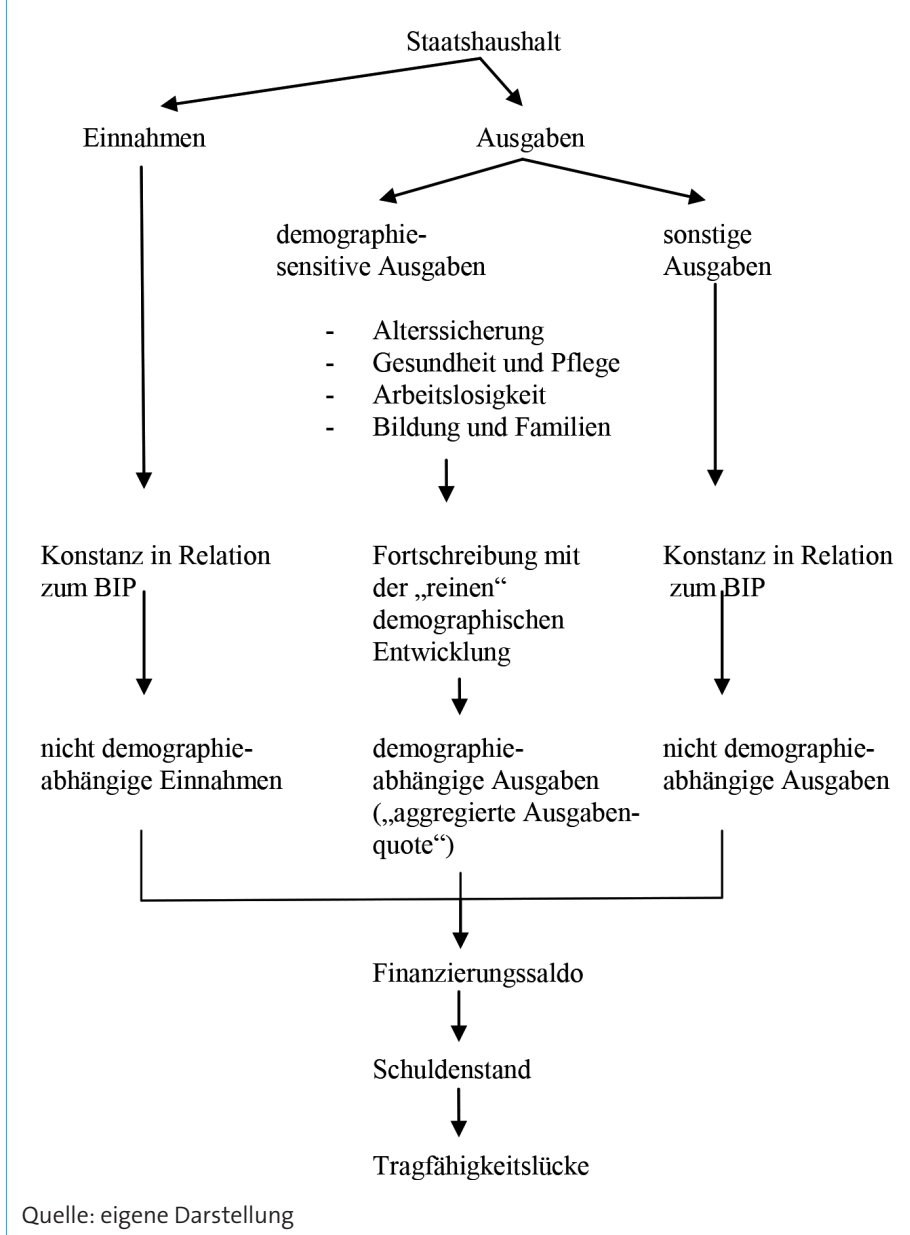 Staatshaushalt
Einnahmen
Ausgaben
demographie-
sensitive Ausgaben
sonstige
Ausgaben
- Alterssicherung
- Gesundheit und Pflege
- Arbeitslosigkeit
- Bildung und Familien
Konstanz in Relation
zum BIP
Fortschreibung mit
der „reinen“
demographischen
Entwicklung
Konstanz in Relation
zum BIP
nicht demographie-
abhängige Einnahmen
demographie-
abhängige Ausgaben
(„aggregierte Ausgaben-
quote“)
nicht demographie-
abhängige Ausgaben
Finanzierungssaldo
Schuldenstand
Tragfähigkeitslücke
Quelle: eigene Darstellung